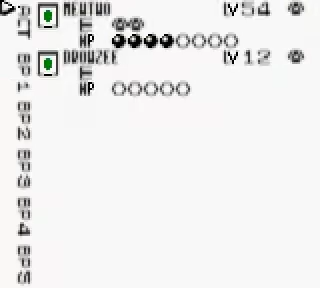 MEWTWO LV54
E
HP
DROWZEE LV12
E
HP
ACT
BP1
BP2
BP3
BP4
BP5